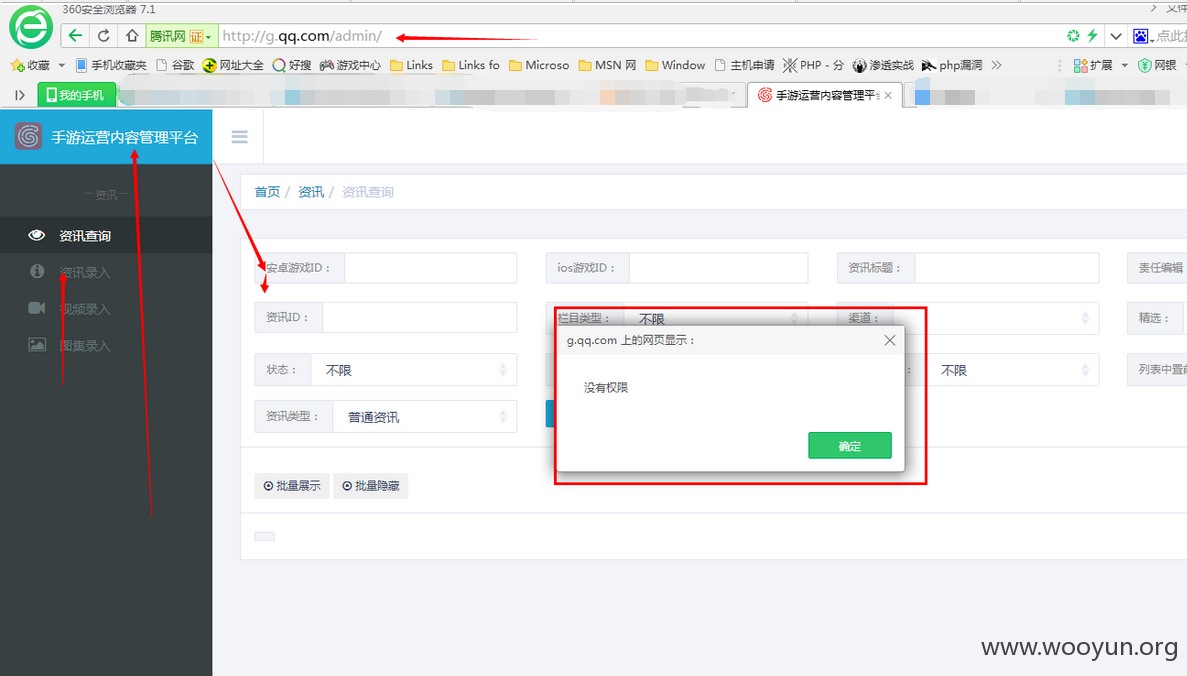 360安全浏览器 7.1
文件
腾讯网 证 http://g.qq.com/admin/ 点此
收藏 手机收藏夹 谷歌 网址大全 好搜 游戏中心 Links Links fo Microso MSN 网 Window 主机申请 PHP - 分 渗透实战 php漏洞 扩展 网银
我的手机 手游运营内容管理平
手游运营内容管理平台
资讯
首页 / 资讯 / 资讯查询
资讯查询
资讯录入
视频录入
图集录入
安卓游戏ID： ios游戏ID： 资讯标题： 责任编辑
资讯ID： 栏目类型： 不限 渠道： 精选：
状态： 不限 ： 不限 列表中置前
资讯类型： 普通资讯
g.qq.com 上的网页显示：
没有权限
确定
批量展示 批量隐藏
www.wooyun.org